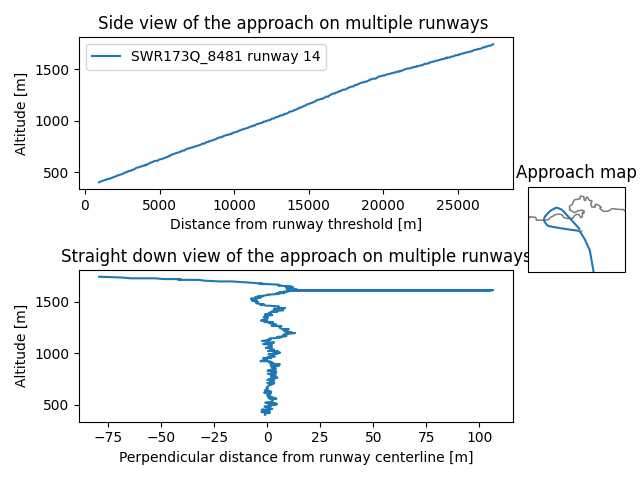 Side view of the approach on multiple runways
SWR173Q_8481 runway 14
Altitude [m]
1500
1000
500
0
5000
10000
15000
20000
25000
Distance from runway threshold [m]
Approach map
Straight down view of the approach on multiple runways
Altitude [m]
1500
1000
500
−75
−50
−25
0
25
50
75
100
Perpendicular distance from runway centerline [m]